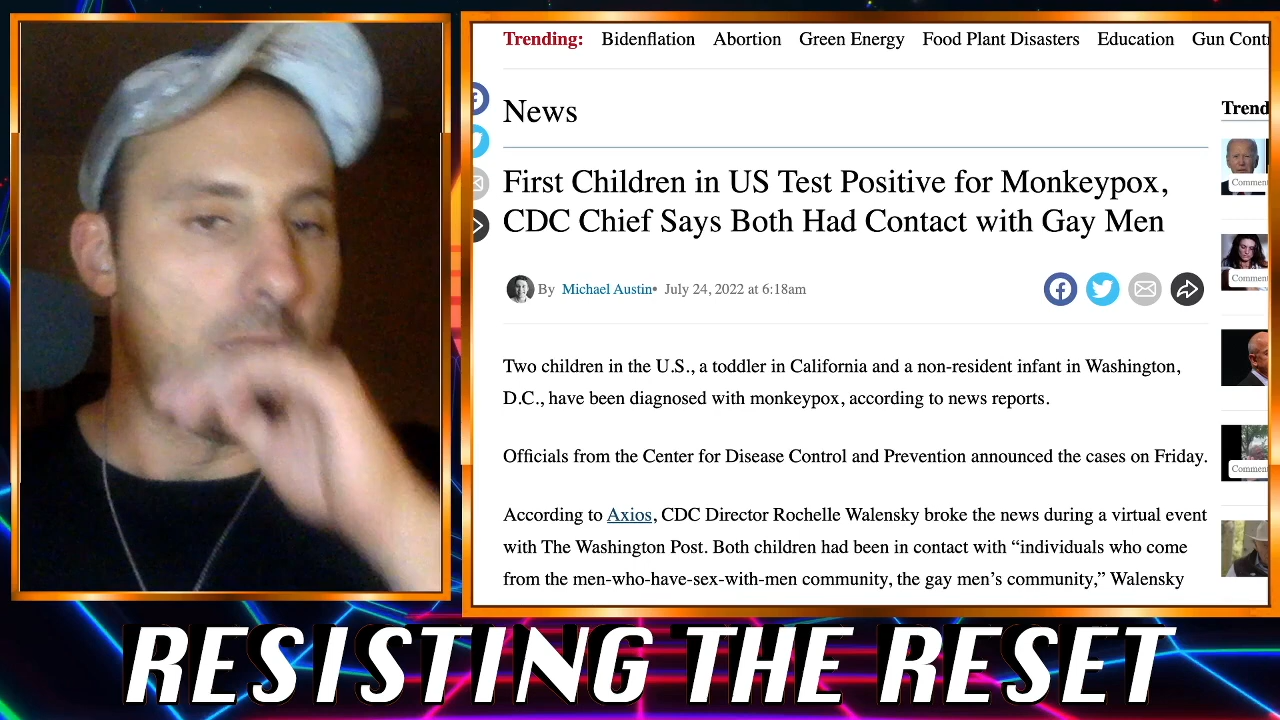 Trending: Bidenflation Abortion Green Energy Food Plant Disasters Education Gun
News
Trend
First Children in US Test Positive for Monkeypox,
CDC Chief Says Both Had Contact with Gay Men
Comment
By Michael Austin• July 24, 2022 at 6:18am
Comment
Two children in the U.S., a toddler in California and a non-resident infant in Washington,
D.C., have been diagnosed with monkeypox, according to news reports.
Officials from the Center for Disease Control and Prevention announced the cases on Friday.
Comment
According to Axios, CDC Director Rochelle Walensky broke the news during a virtual event
with The Washington Post. Both children had been in contact with “individuals who come
from the men-who-have-sex-with-men community, the gay men’s community,” Walensky
RESISTING THE RESET